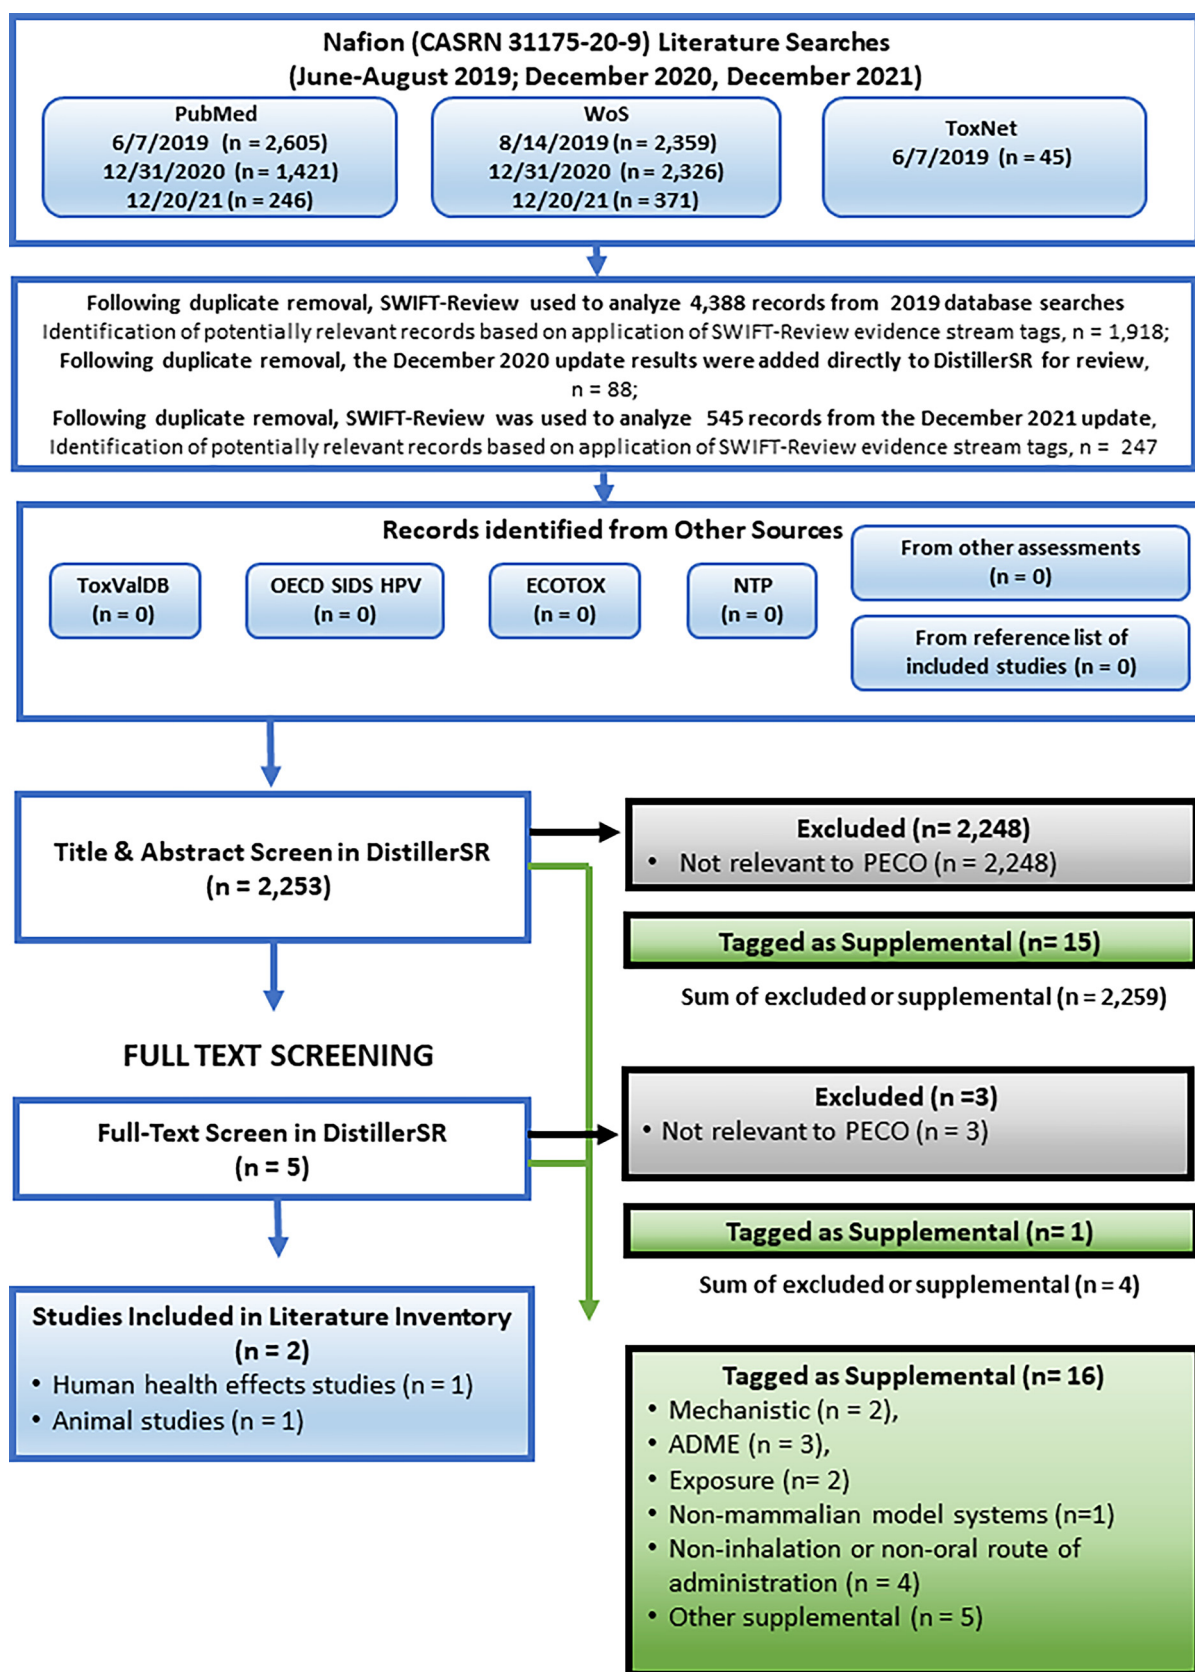 Nafion (CASRN 31175-20-9) Literature Searches
(June-August 2019; December 2020, December 2021)
PubMed
6/7/2019 (n = 2,605)
12/31/2020 (n = 1,421)
12/20/21 (n = 246)
WoS
8/14/2019 (n = 2,359)
12/31/2020 (n = 2,326)
12/20/21 (n = 371)
ToxNet
6/7/2019 (n = 45)
Following duplicate removal, SWIFT-Review used to analyze 4,388 records from 2019 database searches
Identification of potentially relevant records based on application of SWIFT-Review evidence stream tags, n = 1,918;
Following duplicate removal, the December 2020 update results were added directly to DistillerSR for review,
n = 88;
Following duplicate removal, SWIFT-Review was used to analyze 545 records from the December 2021 update,
Identification of potentially relevant records based on application of SWIFT-Review evidence stream tags, n = 247
Records identified from Other Sources
ToxValDB
(n = 0)
OECD SIDS HPV
(n = 0)
ECOTOX
(n = 0)
NTP
(n = 0)
From other assessments
(n = 0)
From reference list of
included studies (n = 0)
Title & Abstract Screen in DistillerSR
(n = 2,253)
Excluded (n= 2,248)
• Not relevant to PECO (n = 2,248)
Tagged as Supplemental (n= 15)
Sum of excluded or supplemental (n = 2,259)
FULL TEXT SCREENING
Full-Text Screen in DistillerSR
(n = 5)
Excluded (n =3)
• Not relevant to PECO (n = 3)
Tagged as Supplemental (n= 1)
Sum of excluded or supplemental (n = 4)
Studies Included in Literature Inventory
(n = 2)
• Human health effects studies (n = 1)
• Animal studies (n = 1)
Tagged as Supplemental (n= 16)
• Mechanistic (n = 2),
• ADME (n = 3),
• Exposure (n= 2)
• Non-mammalian model systems (n=1)
• Non-inhalation or non-oral route of
administration (n = 4)
• Other supplemental (n = 5)